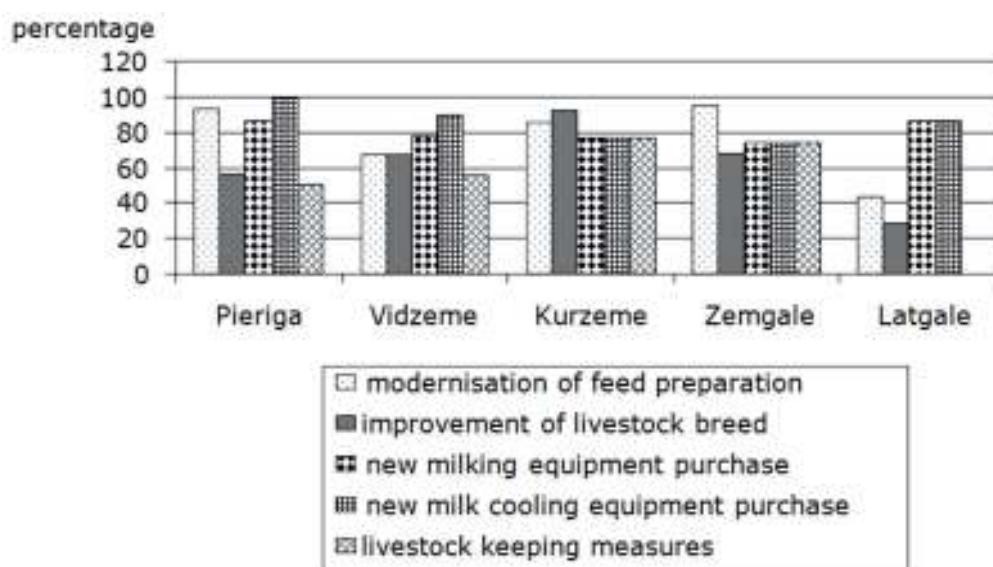 percentage
120
100
80
60
40
20
0
Pieriga Vidzeme Kurzeme Zemgale Latgale
modernisation of feed preparation
improvement of livestock breed
new milking equipment purchase
new milk cooling equipment purchase
livestock keeping measures